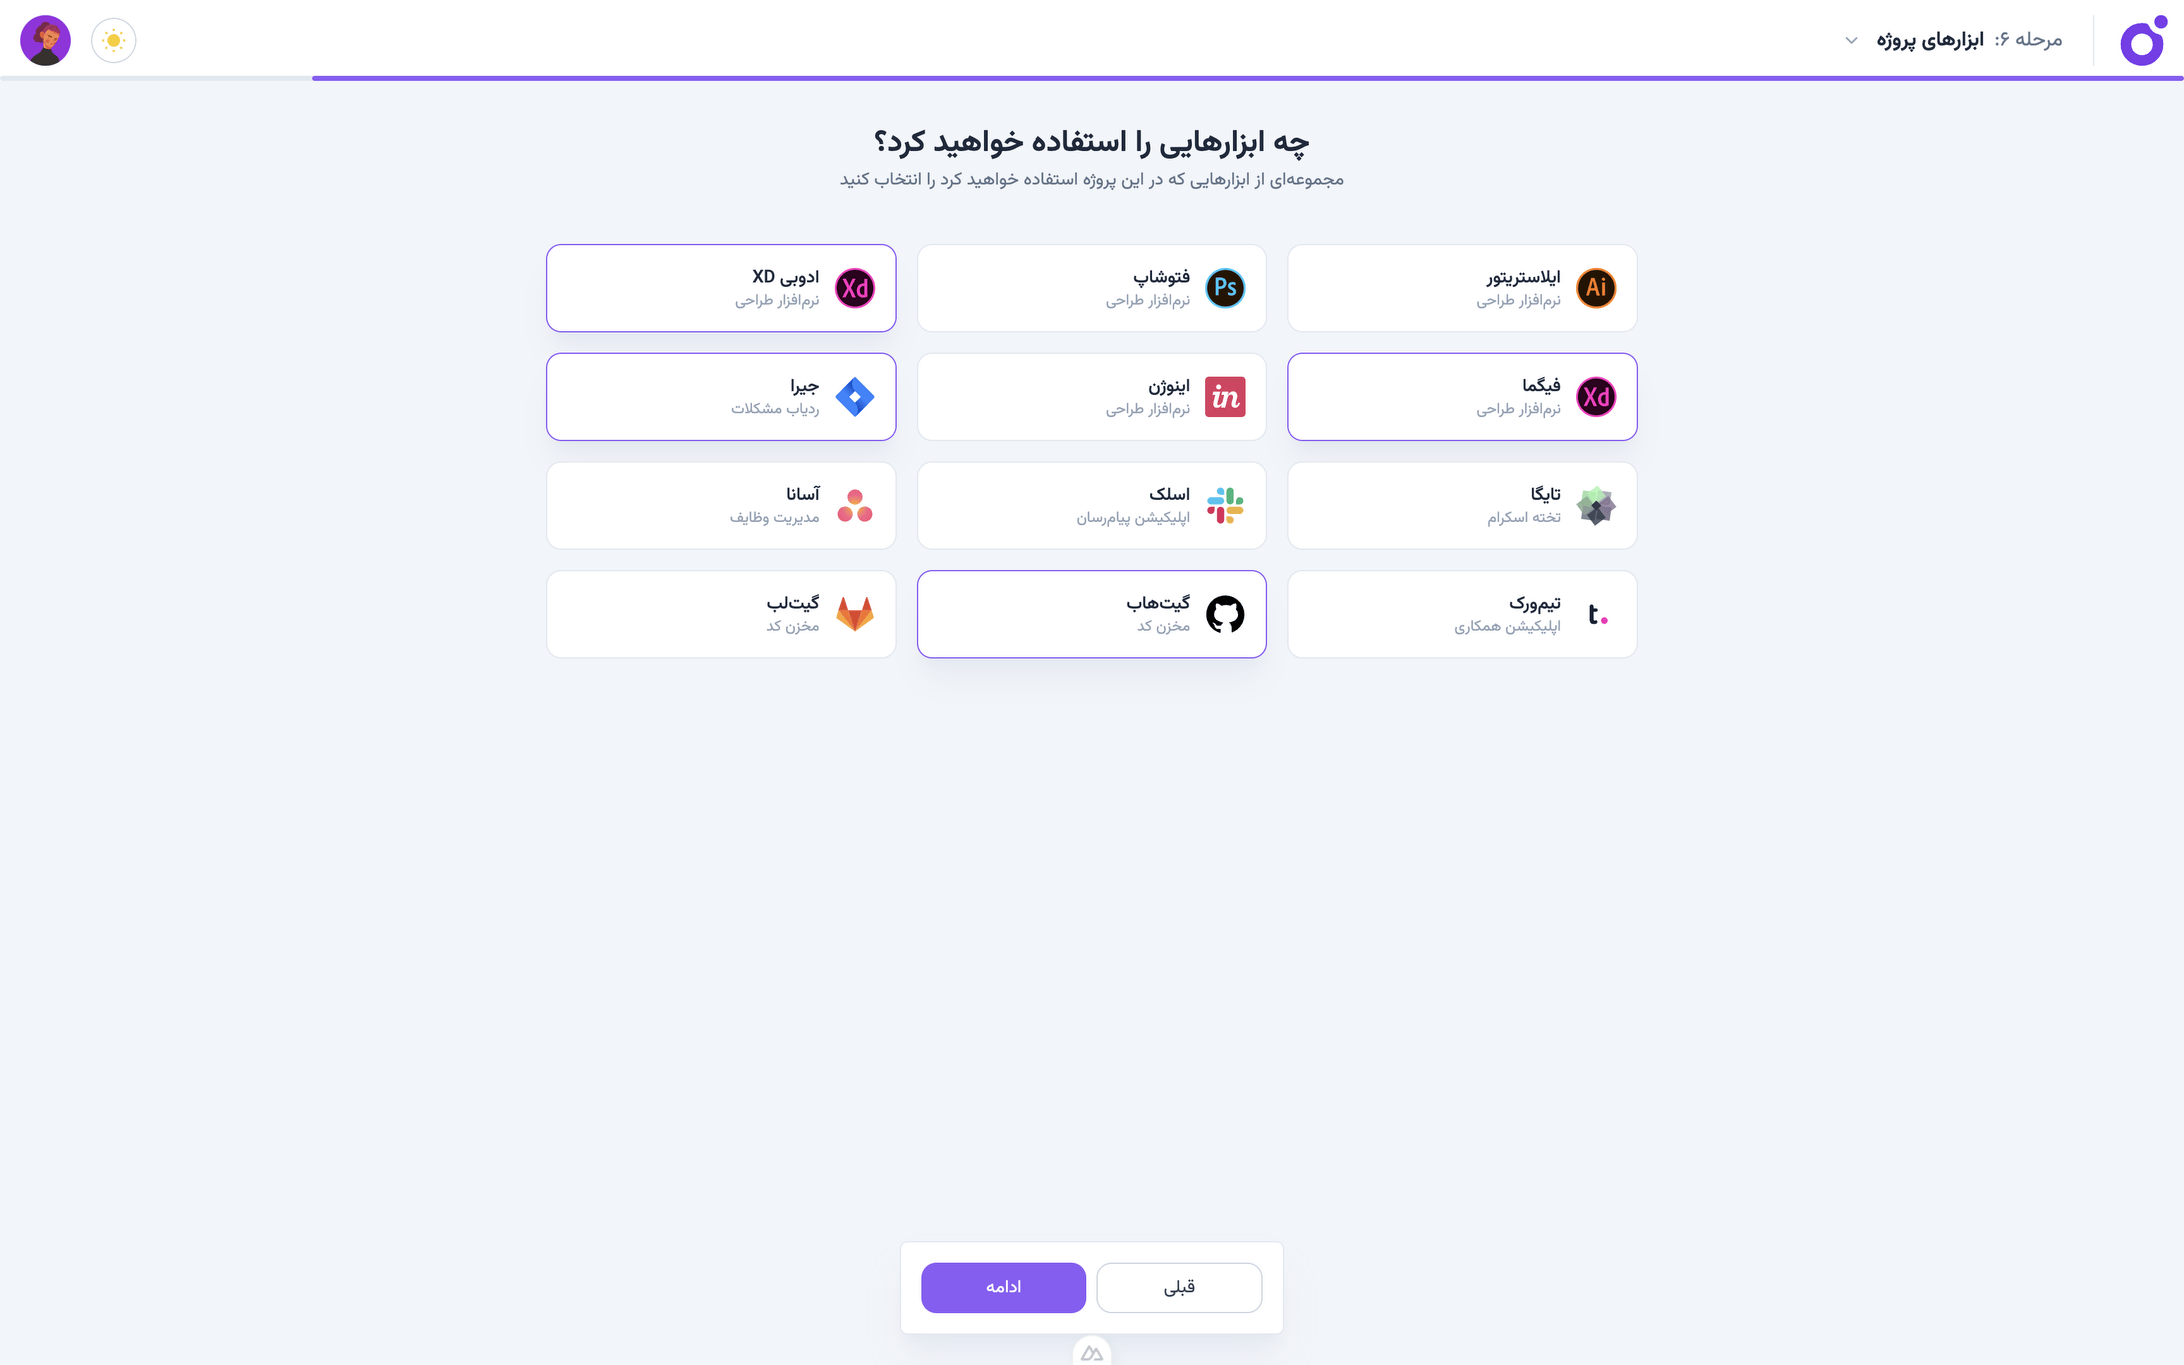 مرحله ۶: ابزارهای پروژه
چه ابزارهایی را استفاده خواهید کرد؟
مجموعه‌ای از ابزارهایی که در این پروژه استفاده خواهید کرد را انتخاب کنید
Ai
ایلاستریتور
نرم‌افزار طراحی
Ps
فتوشاپ
نرم‌افزار طراحی
Xd
ادوبی XD
نرم‌افزار طراحی
Xd
فیگما
نرم‌افزار طراحی
in
اینوژن
نرم‌افزار طراحی
جیرا
ردیاب مشکلات
تایگا
تخته اسکرام
اسلک
اپلیکیشن پیام‌رسان
آسانا
مدیریت وظایف
t.
تیم‌ورک
اپلیکیشن همکاری
گیت‌هاب
مخزن کد
گیت‌لب
مخزن کد
قبلی
ادامه